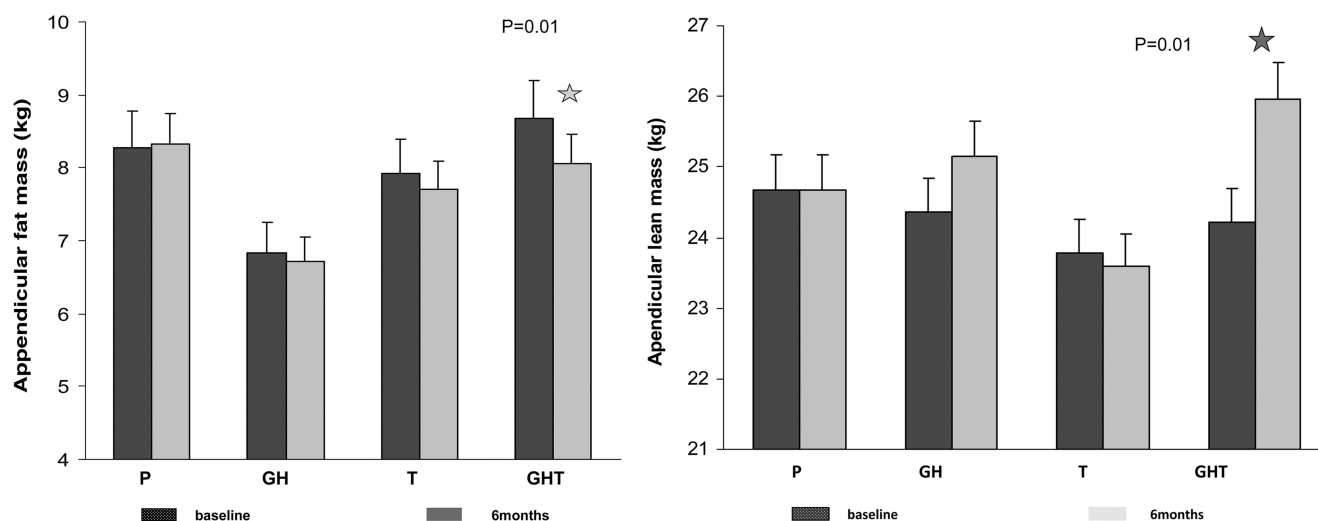 Appendicular fat mass (kg)
10
9
8
7
6
5
4
P=0.01
P GH T GHT
baseline 6months
Apendicular lean mass (kg)
27
26
25
24
23
22
21
P=0.01
P GH T GHT
baseline 6months